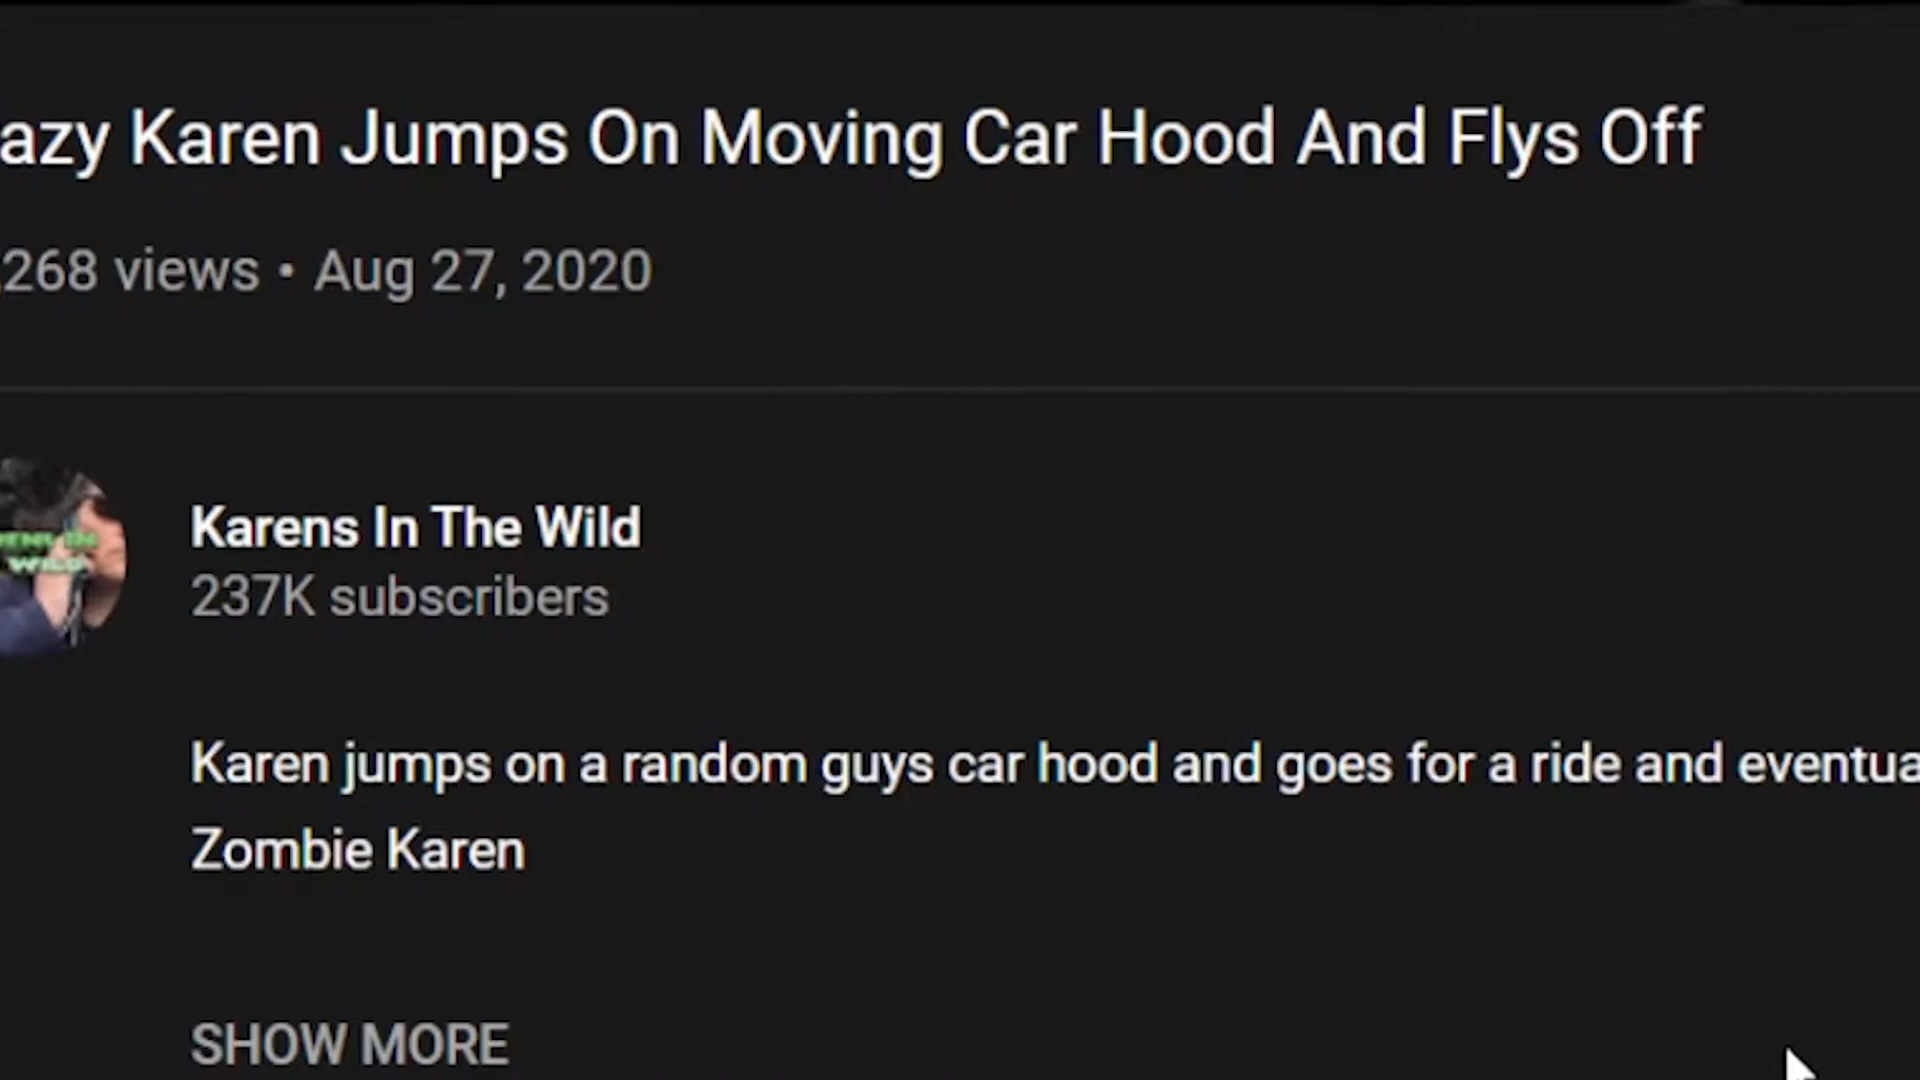 azy Karen Jumps On Moving Car Hood And Flys Off
268 views • Aug 27, 2020
Karens In The Wild
237K subscribers
WILD
Karen jumps on a random guys car hood and goes for a ride and eventua
Zombie Karen
SHOW MORE